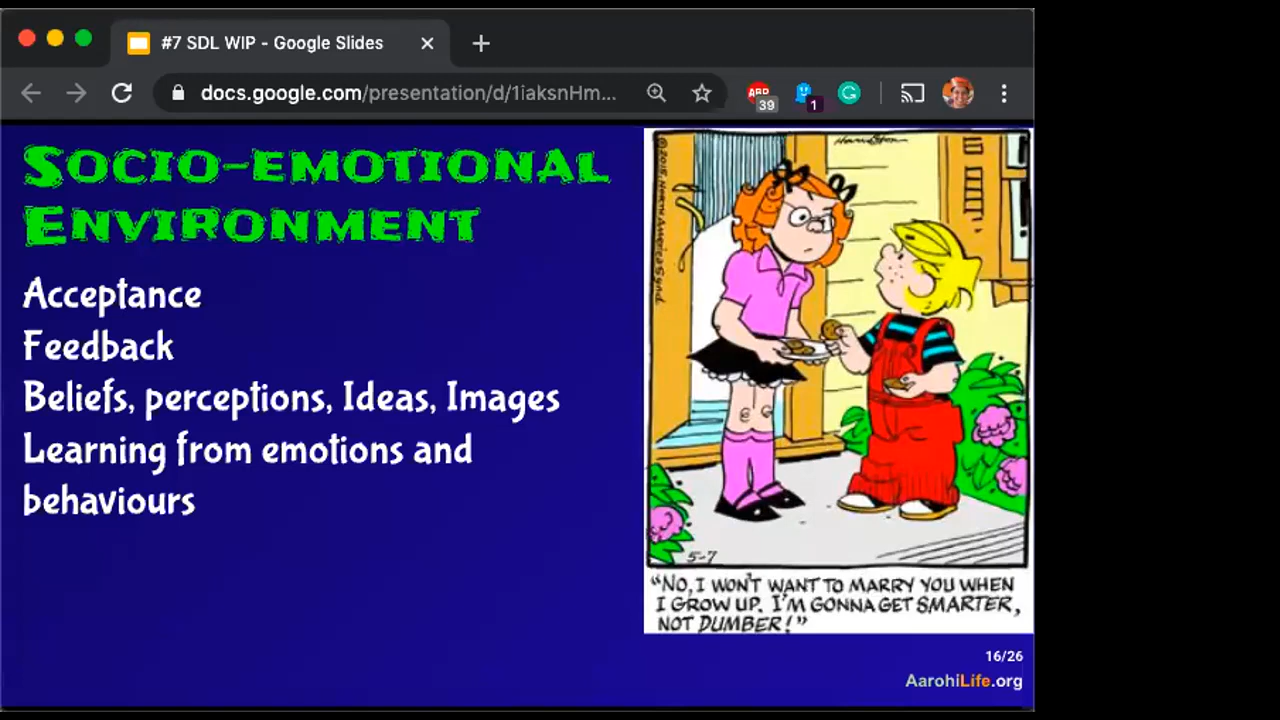 #7 SDL WIP - Google Slides
docs.google.com/presentation/d/1iaksnHm...
39
1
SOCIO-EMOTIONAL
ENVIRONMENT
Acceptance
Feedback
Beliefs, perceptions, Ideas, Images
Learning from emotions and
behaviours
5-7
"NO, I WON'T WANT TO MARRY YOU WHEN
I GROW UP. I'M GONNA GET SMARTER,
NOT DUMBER!"
16/26
AarohiLife.org